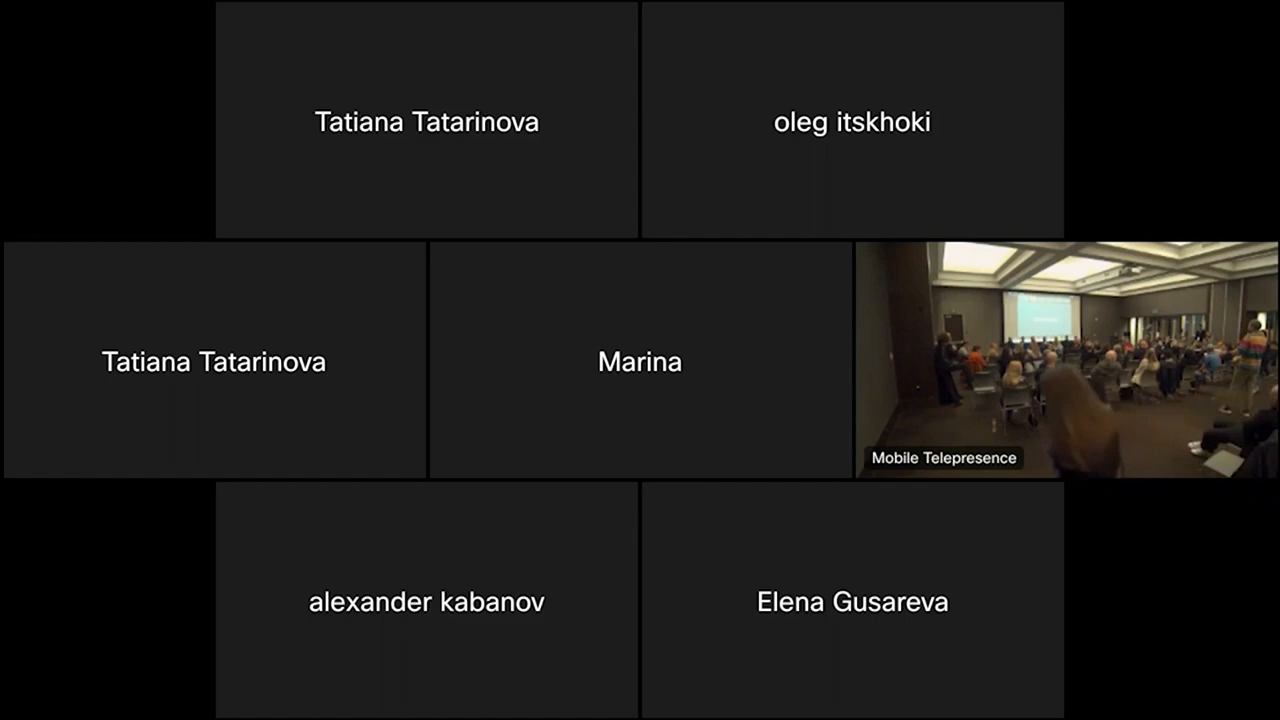 Tatiana Tatarinova
oleg itskhoki
Tatiana Tatarinova
Marina
Mobile Telepresence
alexander kabanov
Elena Gusareva